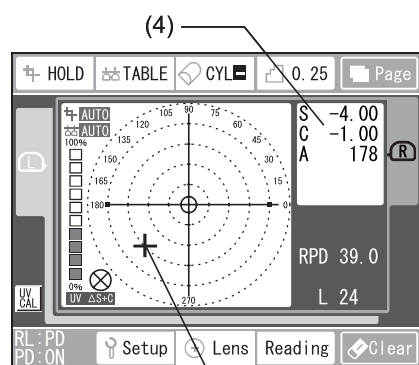 (4)
HOLD TABLE CYL 0.25 Page
AUTO
AUTO
100%
0%
UV △S+C
90 75 60 45 30 15 0
105 120 135 150 165 180
270
S -4.00
C -1.00
A 178
L
R
RPD 39.0
L 24
UV CAL
RL:PD
PD:ON
Setup Lens Reading Clear